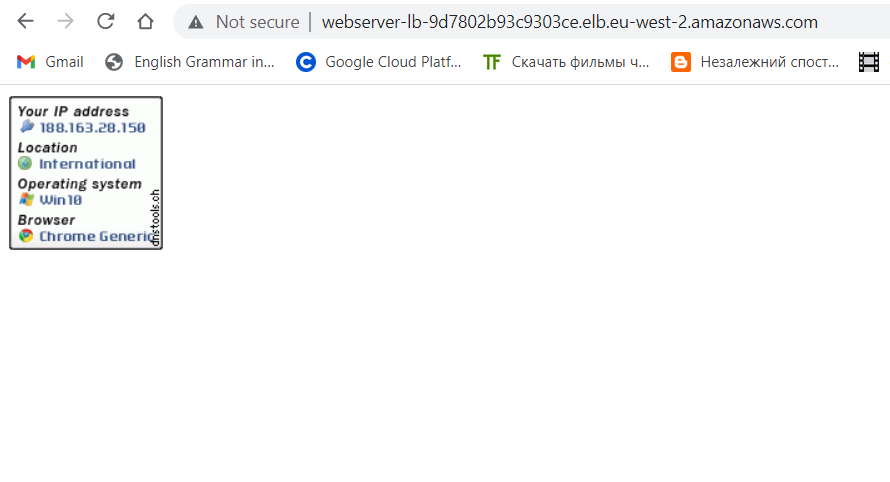 Not secure | webserver-lb-9d7802b93c9303ce.elb.eu-west-2.amazonaws.com
Gmail English Grammar in... Google Cloud Platf... TF Скачать фильмы ч... Незалежний спост...
Your IP address
188.163.28.150
Location
International
Operating system
Win10
Browser
Chrome Generic
dnstools.ch